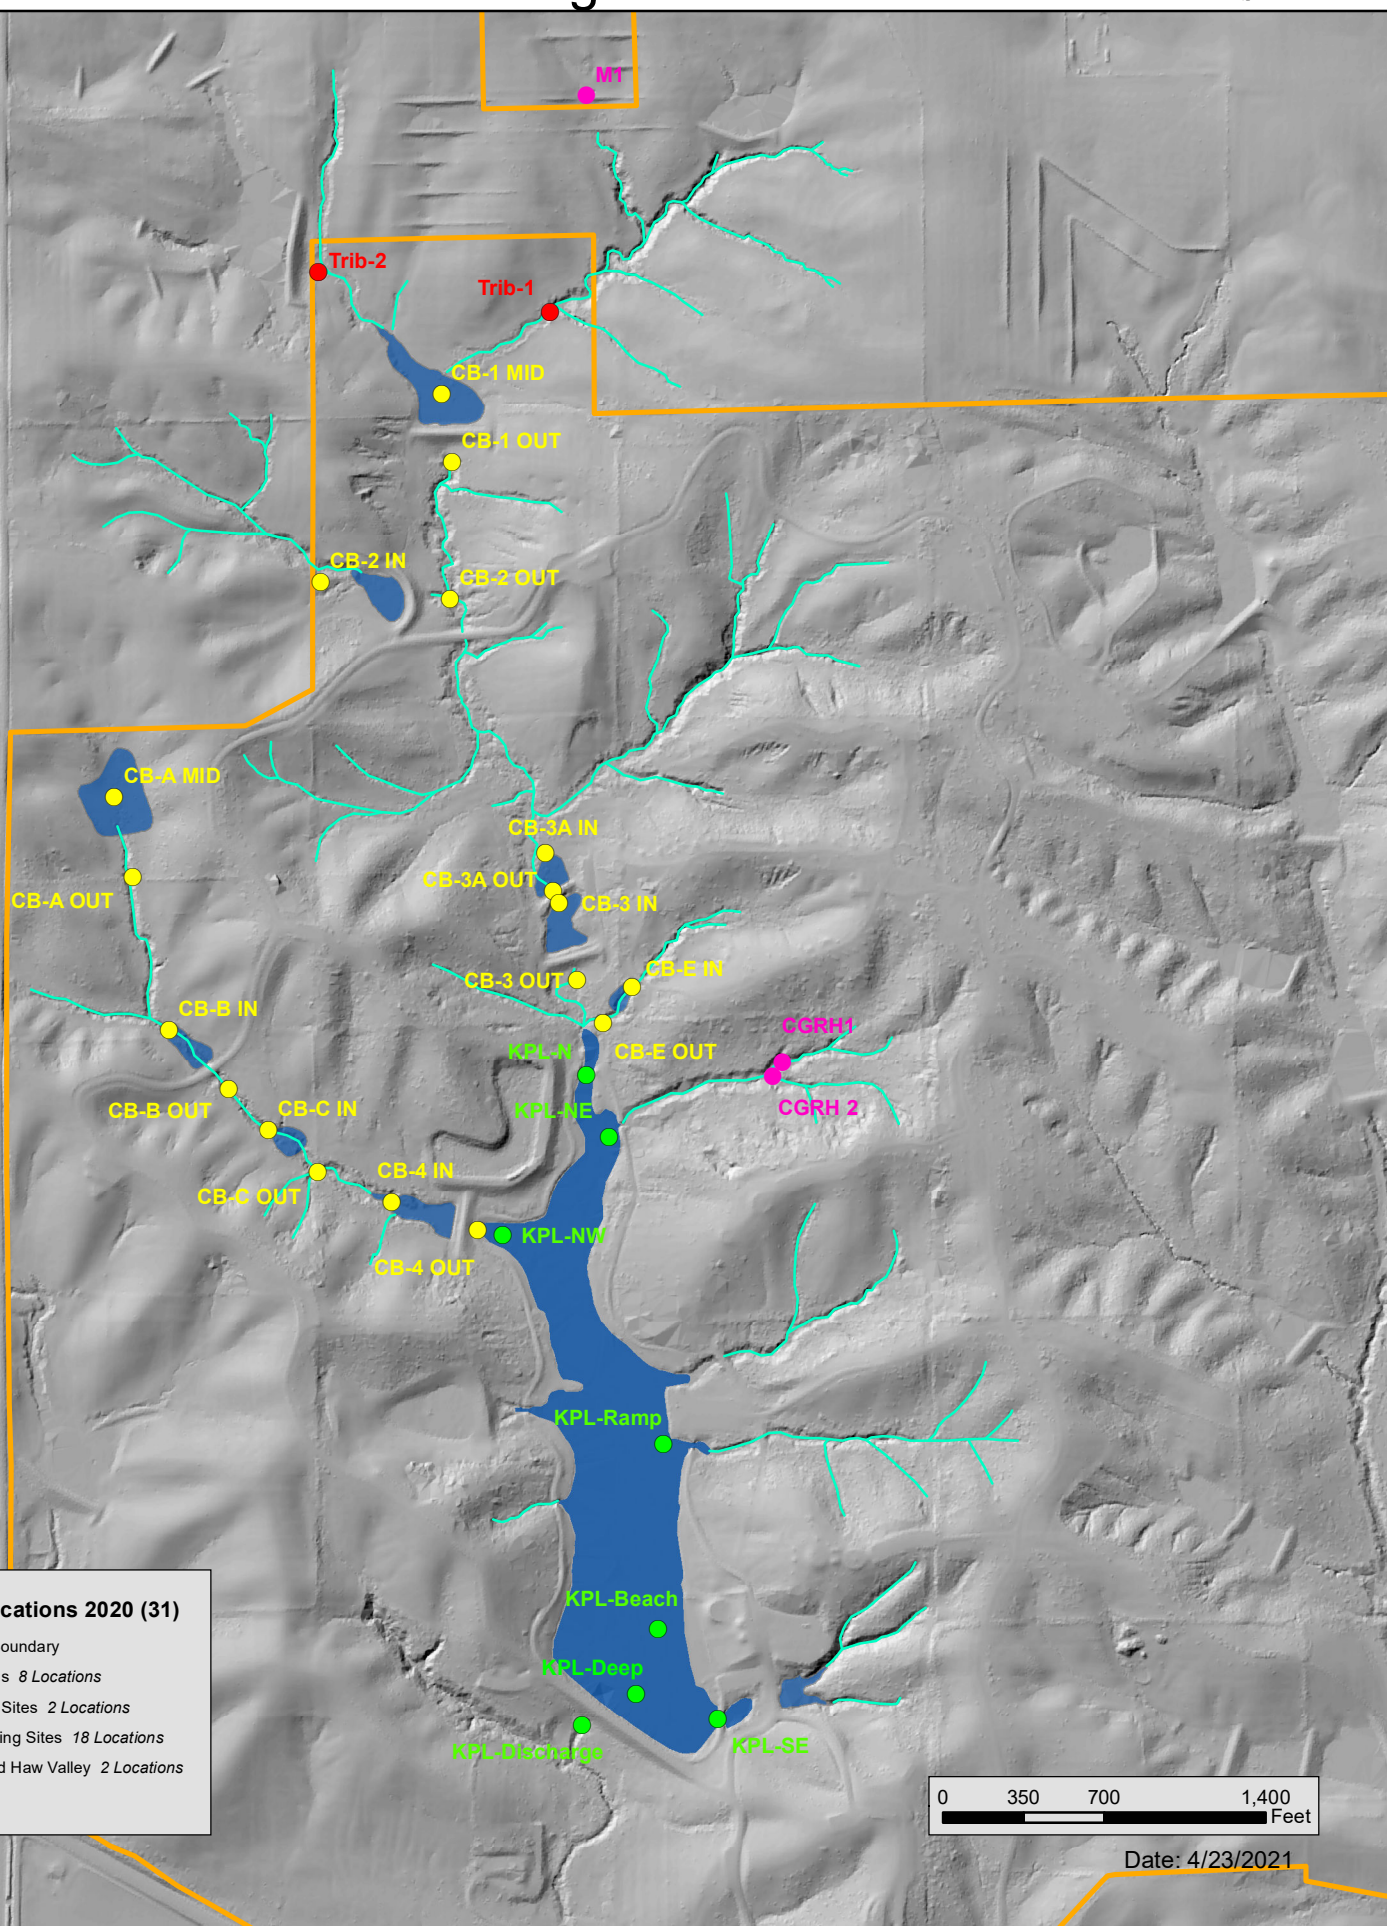 g
M1
Trib-2
Trib-1
CB-1 MID
CB-1 OUT
CB-2 IN
CB-2 OUT
CB-A MID
CB-3A IN
CB-3A OUT
CB-A OUT
CB-3 IN
CB-E IN
CB-3 OUT
CB-B IN
CGRH1
KPL-N
CB-E OUT
CB-B OUT
CB-C IN
KPL-NE
CGRH 2
CB-4 IN
CB-C OUT
KPL-NW
CB-4 OUT
KPL-Ramp
KPL-Beach
KPL-Deep
KPL-Discharge
KPL-SE
cations 2020 (31)
oundary
s 8 Locations
Sites 2 Locations
ing Sites 18 Locations
d Haw Valley 2 Locations
0 350 700 1,400
Feet
Date: 4/23/2021